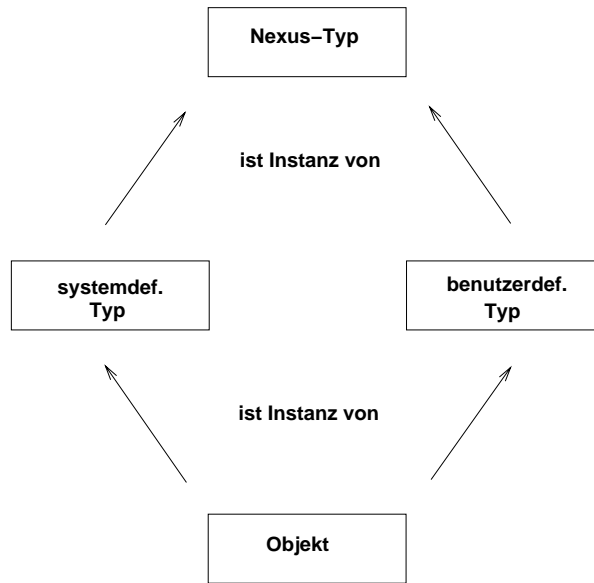 Nexus–Typ
ist Instanz von
systemdef.
Typ
benutzerdef.
Typ
ist Instanz von
Objekt